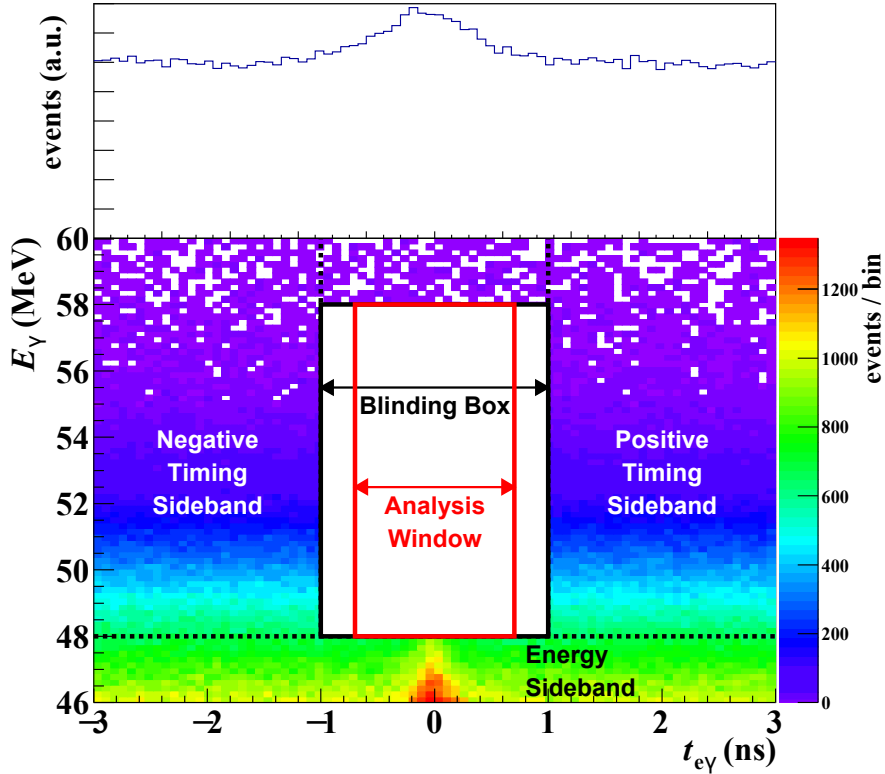 events (a.u.)
60
58
56
54
52
50
48
46
E_γ (MeV)
Blinding Box
Negative
Timing
Sideband
Positive
Timing
Sideband
Analysis
Window
Energy
Sideband
1200
1000
800
600
400
200
0
events / bin
−3
−2
−1
0
1
2
3
t_eγ (ns)